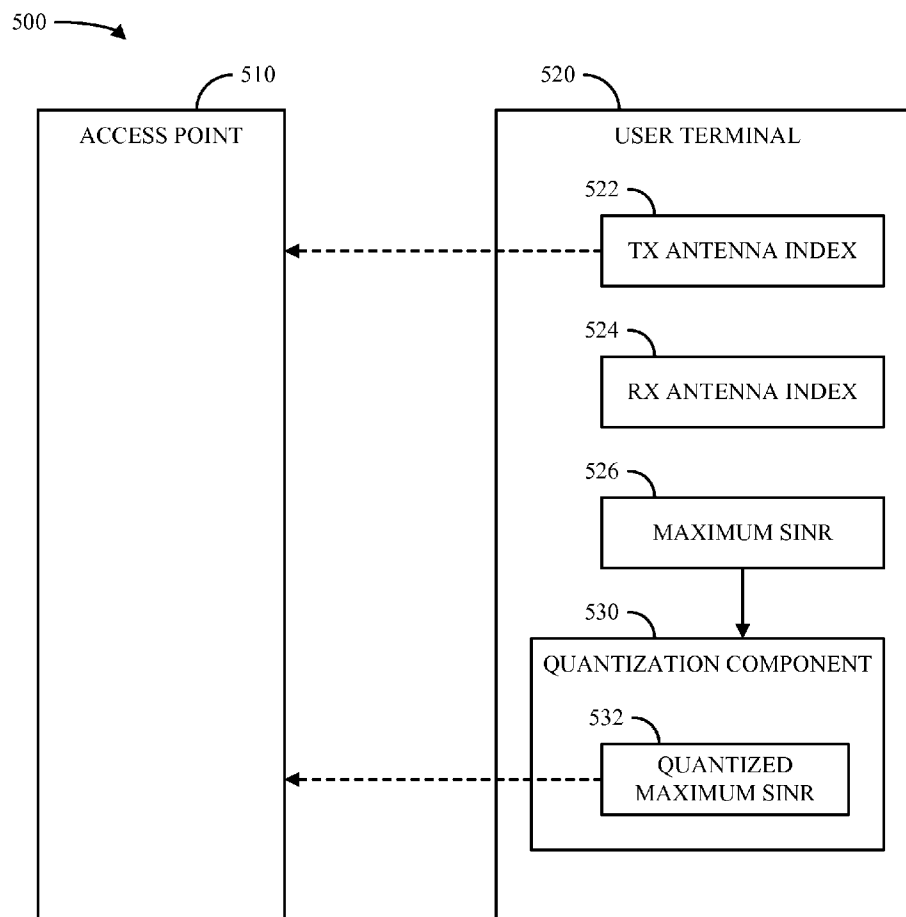 500
510
520
ACCESS POINT
USER TERMINAL
522
TX ANTENNA INDEX
524
RX ANTENNA INDEX
526
MAXIMUM SINR
530
QUANTIZATION COMPONENT
532
QUANTIZED
MAXIMUM SINR